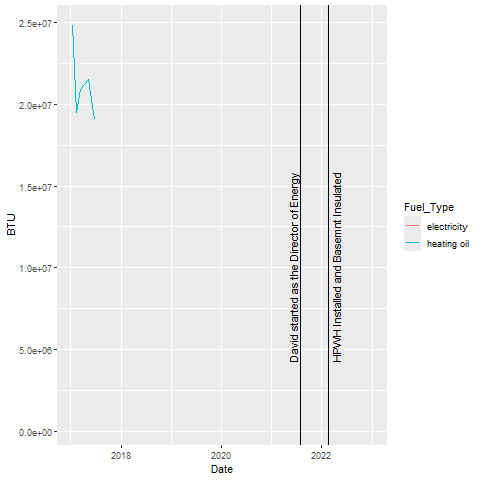 2.5e+07
2.0e+07
1.5e+07
1.0e+07
5.0e+06
0.0e+00
BTU
David started as the Director of Energy
HPWH Installed and Basemnt Insulated
2018
2020
2022
Date
Fuel_Type
electricity
heating oil